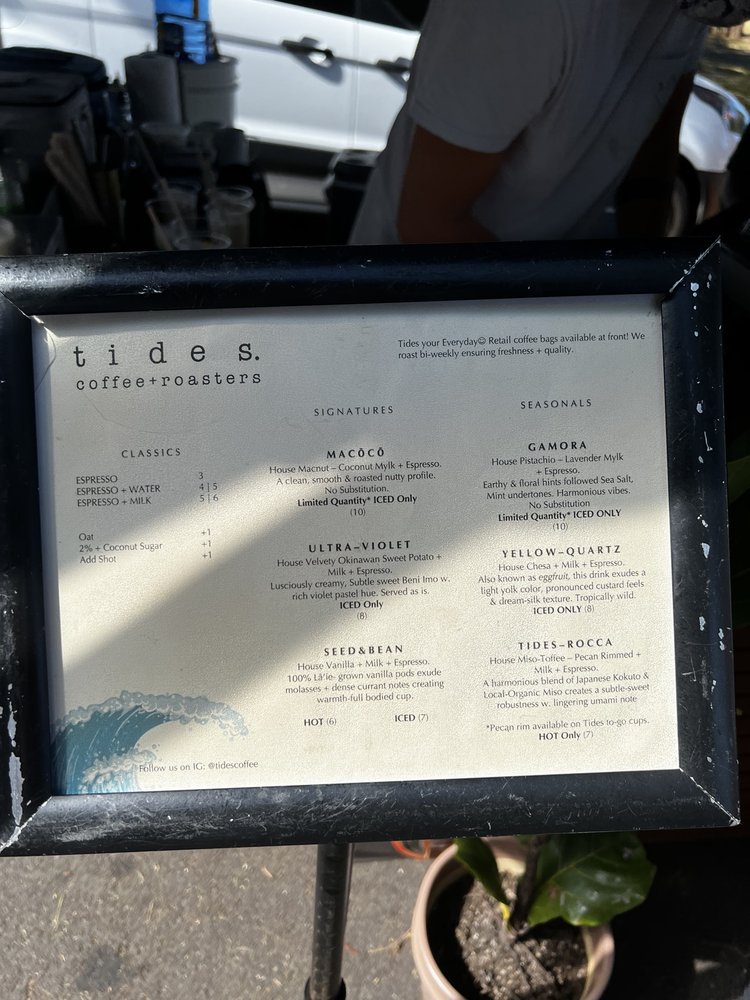 t i d e s.
coffee+roasters
Tides your Everyday☺ Retail coffee bags available at front! We
roast bi-weekly ensuring freshness + quality.
CLASSICS
ESPRESSO 3
ESPRESSO + WATER 4|5
ESPRESSO + MILK 5|6
Oat +1
2% + Coconut Sugar +1
Add Shot +1
SIGNATURES
MACŌCŌ
House Macnut – Coconut Mylk + Espresso.
A clean, smooth & roasted nutty profile.
No Substitution.
Limited Quantity* ICED Only
(10)
ULTRA–VIOLET
House Velvety Okinawan Sweet Potato +
Milk + Espresso.
Lusciously creamy, Subtle sweet Beni Imo w.
rich violet pastel hue. Served as is.
ICED Only
(8)
SEED&BEAN
House Vanilla + Milk + Espresso.
100% Lā'ie- grown vanilla pods exude
molasses + dense currant notes creating
warmth-full bodied cup.
HOT (6) ICED (7)
SEASONALS
GAMORA
House Pistachio – Lavender Mylk
+ Espresso.
Earthy & floral hints followed Sea Salt,
Mint undertones. Harmonious vibes.
No Substitution
Limited Quantity* ICED ONLY
(10)
YELLOW–QUARTZ
House Chesa + Milk + Espresso.
Also known as eggfruit, this drink exudes a
light yolk color, pronounced custard feels
& dream-silk texture. Tropically wild.
ICED ONLY (8)
TIDES–ROCCA
House Miso-Toffee – Pecan Rimmed +
Milk + Espresso.
A harmonious blend of Japanese Kokuto &
Local-Organic Miso creates a subtle-sweet
robustness w. lingering umami note
*Pecan rim available on Tides to-go cups.
HOT Only (7)
Follow us on IG: @tidescoffee